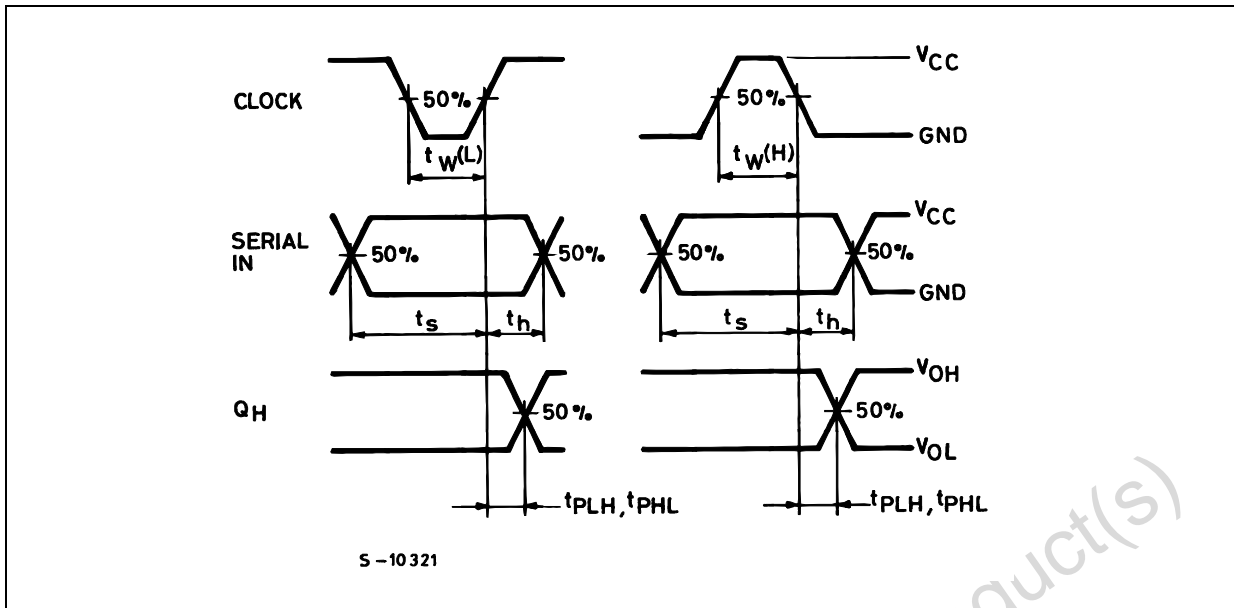 CLOCK
50%
tW(L)
50%
tW(H)
VCC
GND
SERIAL
IN
50%
50%
50%
50%
VCC
GND
ts
th
ts
th
QH
50%
50%
VOH
VOL
tPLH, tPHL
tPLH, tPHL
S-10321